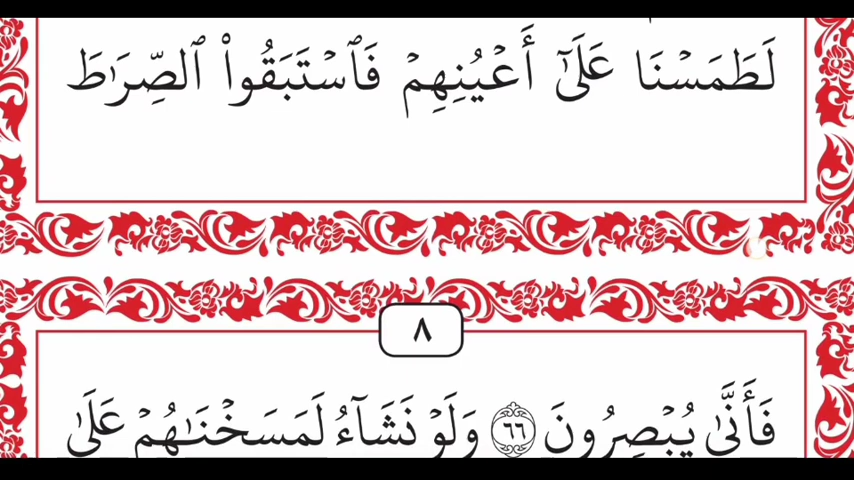 لَطَمَسۡنَا عَلَىٰٓ أَعۡيُنِهِمۡ فَٱسۡتَبَقُواْ ٱلصِّرَٰطَ
٨
فَأَنَّىٰ يُبۡصِرُونَ ٦٦ وَلَوۡ نَشَآءُ لَمَسَخۡنَٰهُمۡ عَلَىٰ